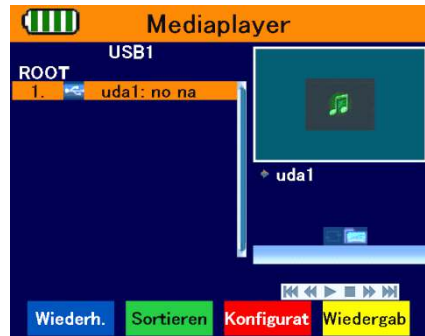 Mediaplayer
USB1
ROOT
1. uda1: no na
uda1
Wiederh. Sortieren Konfigurat Wiedergab